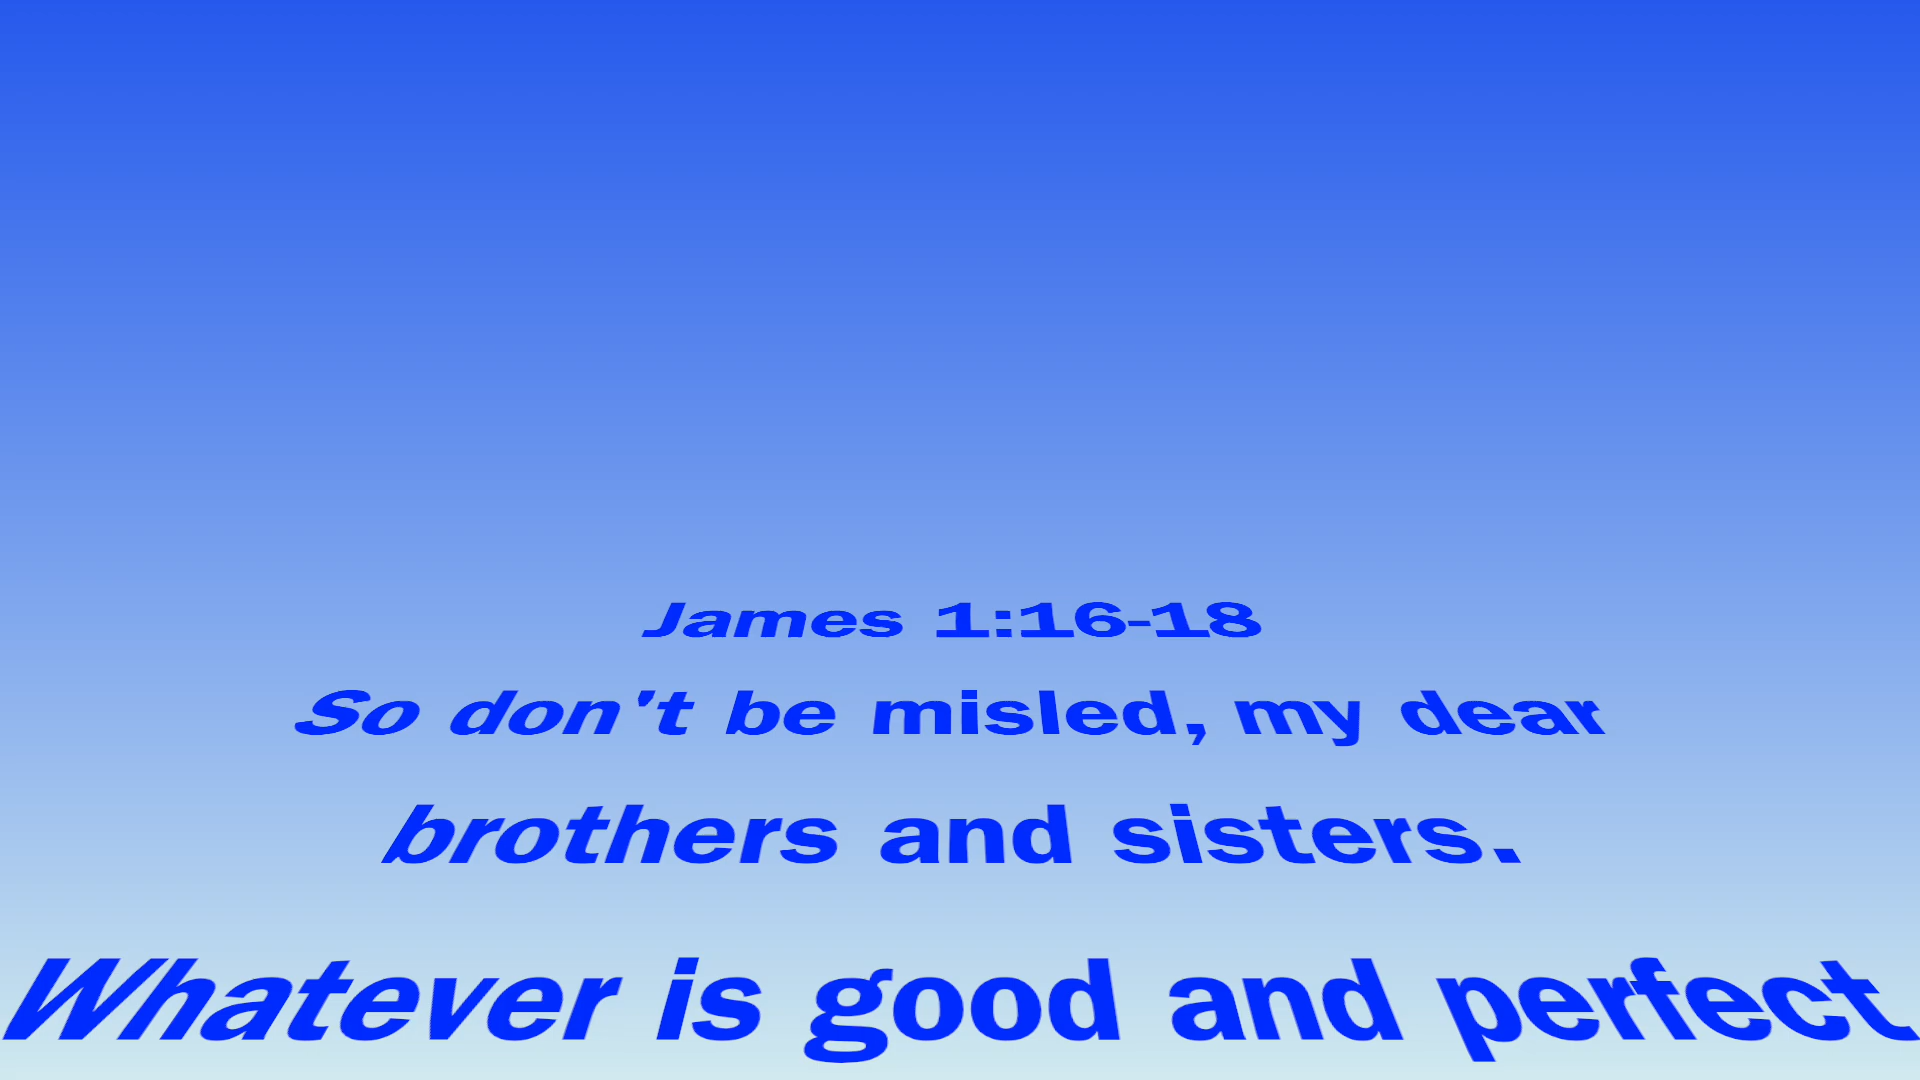 James 1:16-18
So don't be misled, my dear
brothers and sisters.
Whatever is good and perfect